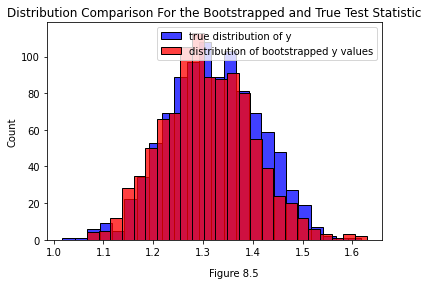 Distribution Comparison For the Bootstrapped and True Test Statistic
true distribution of y
distribution of bootstrapped y values
100
80
60
40
20
0
Count
1.0 1.1 1.2 1.3 1.4 1.5 1.6
Figure 8.5